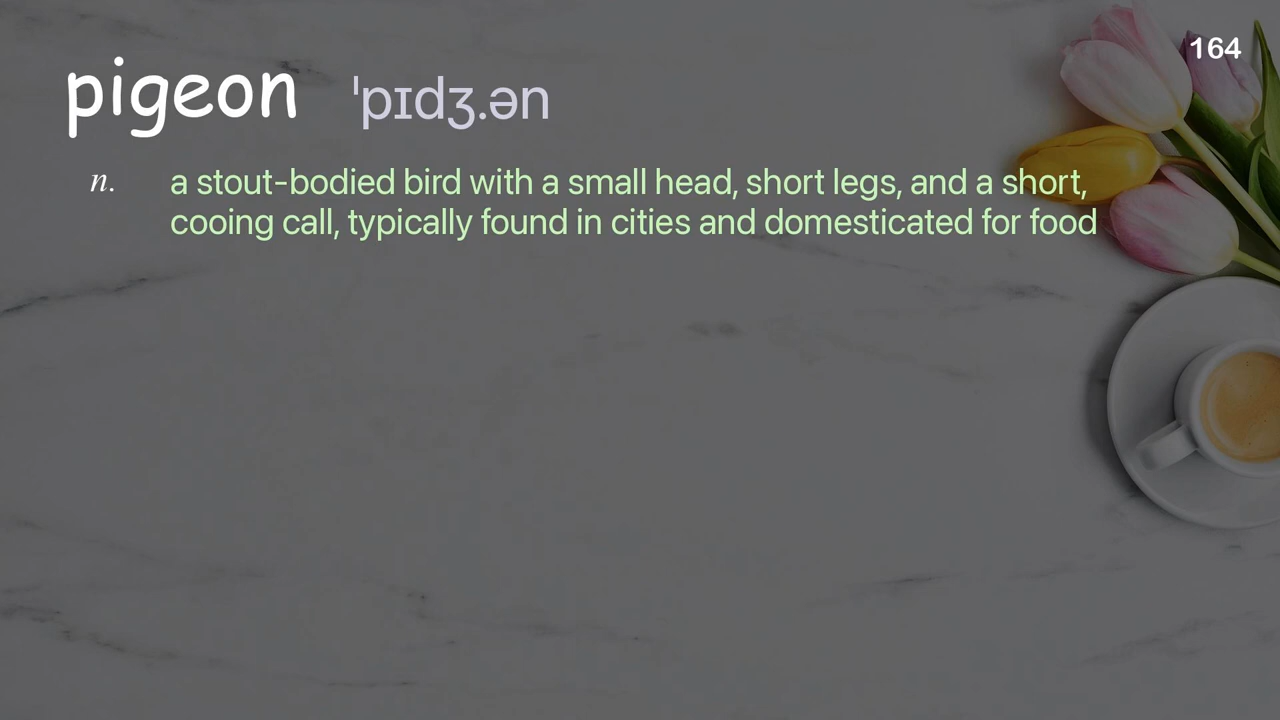 164
pigeon ˈpɪdʒ.ən
n. a stout-bodied bird with a small head, short legs, and a short,
cooing call, typically found in cities and domesticated for food